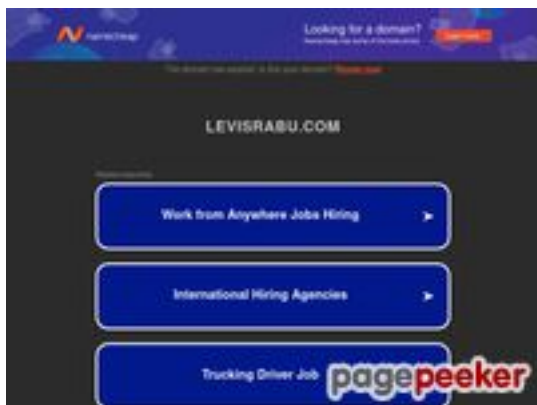 namecheap
Looking for a domain?
LEVISRABU.COM
Work from Anywhere Jobs Hiring
International Hiring Agencies
Trucking Driver Job
pagepeeker